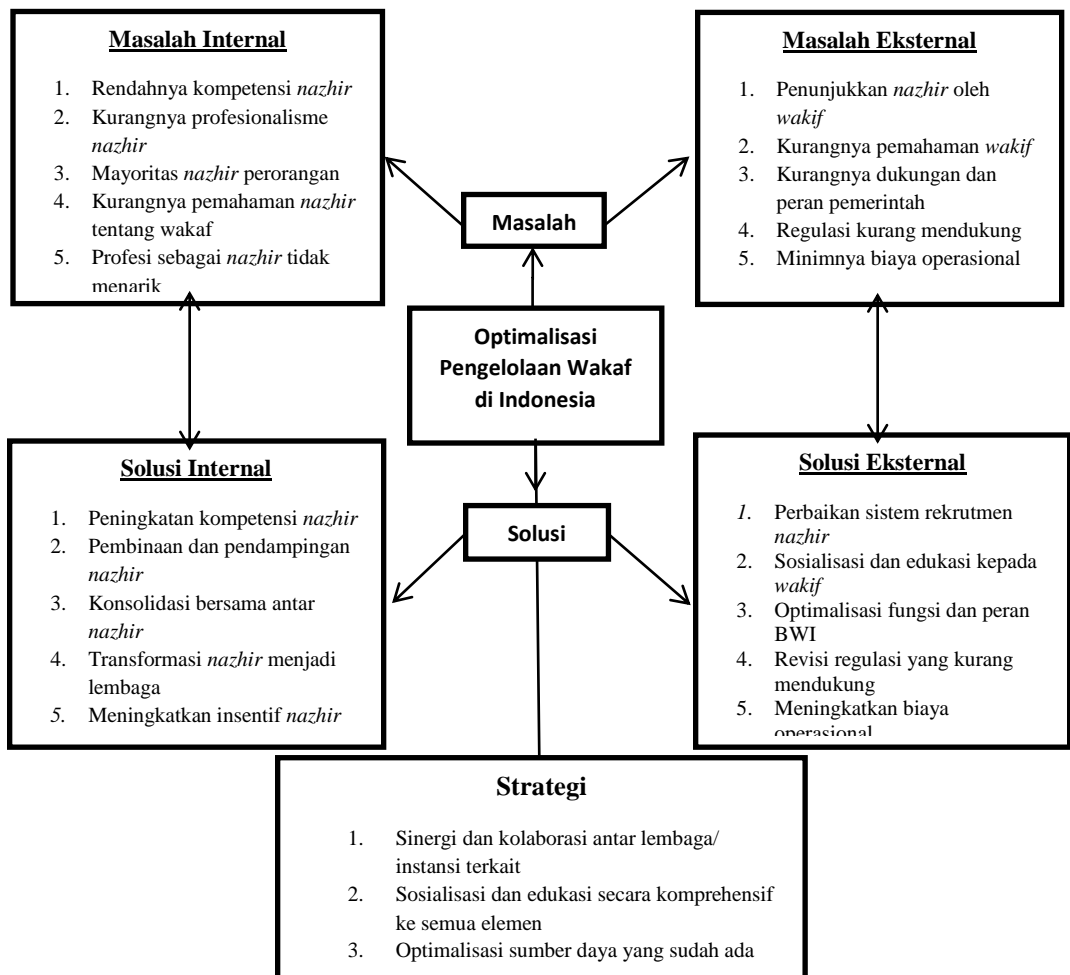 Masalah Internal
1. Rendahnya kompetensi nazhir
2. Kurangnya profesionalisme
nazhir
3. Mayoritas nazhir perorangan
4. Kurangnya pemahaman nazhir
tentang wakaf
5. Profesi sebagai nazhir tidak
menarik
Masalah Eksternal
1. Penunjukkan nazhir oleh
wakif
2. Kurangnya pemahaman wakif
3. Kurangnya dukungan dan
peran pemerintah
4. Regulasi kurang mendukung
5. Minimnya biaya operasional
Masalah
Optimalisasi
Pengelolaan Wakaf
di Indonesia
Solusi
Solusi Internal
1. Peningkatan kompetensi nazhir
2. Pembinaan dan pendampingan
nazhir
3. Konsolidasi bersama antar
nazhir
4. Transformasi nazhir menjadi
lembaga
5. Meningkatkan insentif nazhir
Solusi Eksternal
1. Perbaikan sistem rekrutmen
nazhir
2. Sosialisasi dan edukasi kepada
wakif
3. Optimalisasi fungsi dan peran
BWI
4. Revisi regulasi yang kurang
mendukung
5. Meningkatkan biaya
operasional
Strategi
1. Sinergi dan kolaborasi antar lembaga/
instansi terkait
2. Sosialisasi dan edukasi secara komprehensif
ke semua elemen
3. Optimalisasi sumber daya yang sudah ada